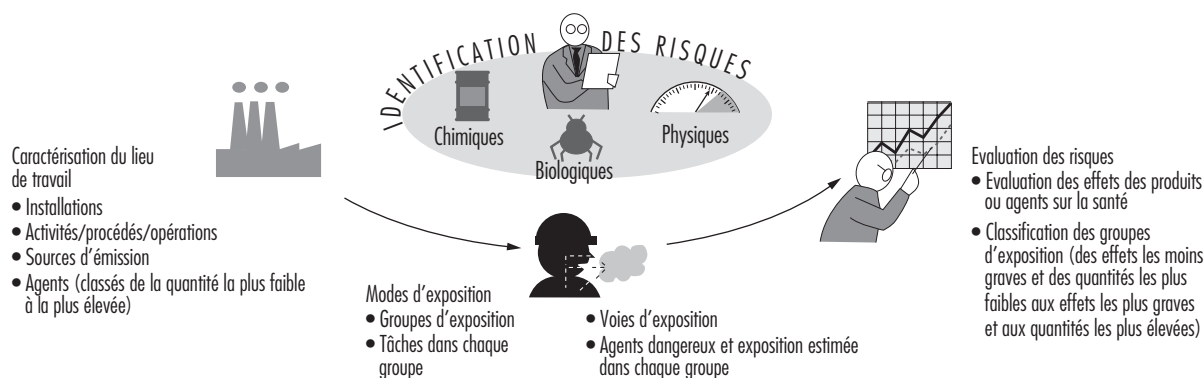 IDENTIFICATION DES RISQUES
Chimiques
Biologiques
Physiques
Caractérisation du lieu
de travail
• Installations
• Activités/procédés/opérations
• Sources d'émission
• Agents (classés de la quantité la plus faible
à la plus élevée)
Modes d'exposition
• Groupes d'exposition
• Tâches dans chaque
groupe
• Voies d'exposition
• Agents dangereux et exposition estimée
dans chaque groupe
Evaluation des risques
• Evaluation des effets des produits
ou agents sur la santé
• Classification des groupes
d'exposition (des effets les moins
graves et des quantités les plus
faibles aux effets les plus graves
et aux quantités les plus élevées)